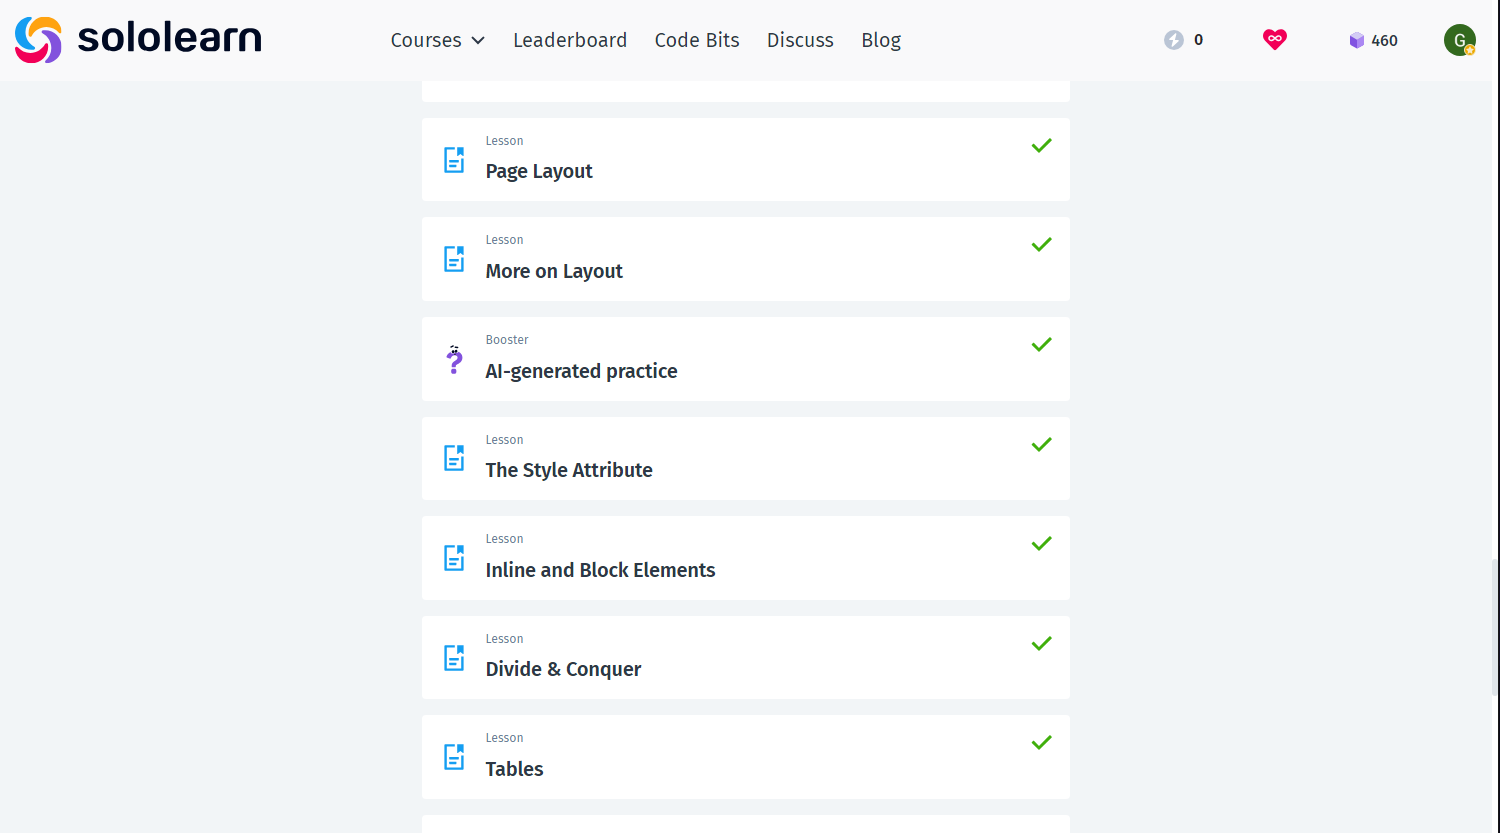 sololearn
Courses Leaderboard Code Bits Discuss Blog
0
460
G
Lesson
Page Layout
Lesson
More on Layout
Booster
AI-generated practice
Lesson
The Style Attribute
Lesson
Inline and Block Elements
Lesson
Divide & Conquer
Lesson
Tables